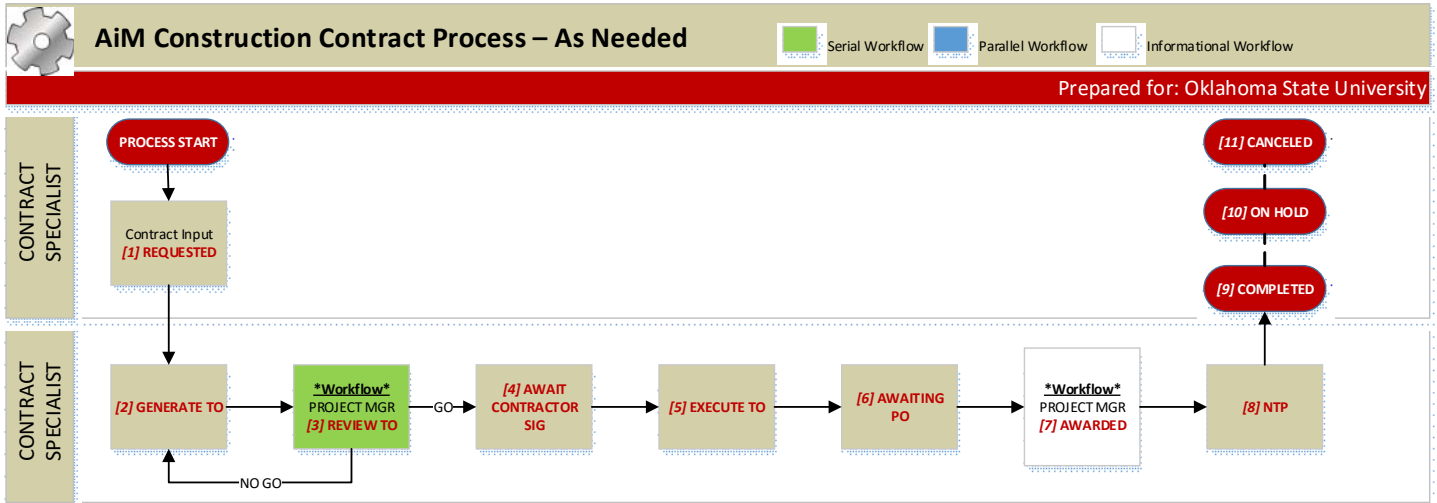 AiM Construction Contract Process – As Needed
Serial Workflow
Parallel Workflow
Informational Workflow
Prepared for: Oklahoma State University
CONTRACT
SPECIALIST
PROCESS START
Contract Input
[1] REQUESTED
[11] CANCELED
[10] ON HOLD
[9] COMPLETED
CONTRACT
SPECIALIST
[2] GENERATE TO
*Workflow*
PROJECT MGR
[3] REVIEW TO
GO
NO GO
[4] AWAIT
CONTRACTOR
SIG
[5] EXECUTE TO
[6] AWAITING
PO
*Workflow*
PROJECT MGR
[7] AWARDED
[8] NTP